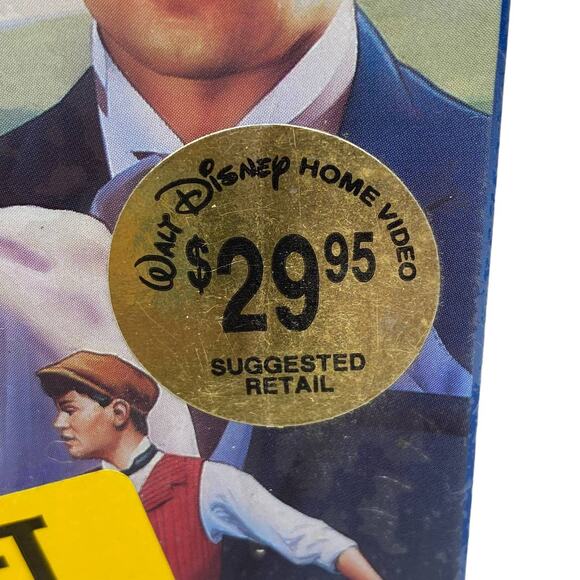 Walt Disney HOME VIDEO
$29.95
SUGGESTED
RETAIL